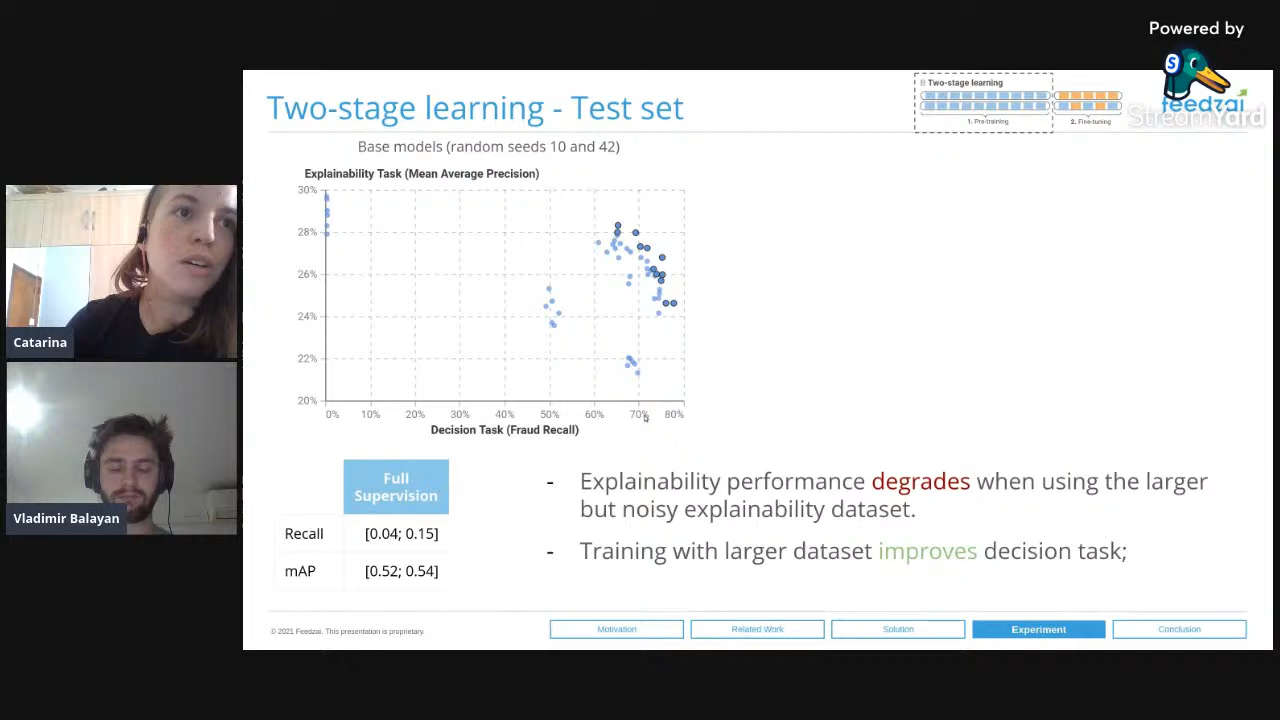 Powered by
feedzai
StreamYard
Two-stage learning - Test set
Two-stage learning
1. Pre-training
2. Fine-tuning
Base models (random seeds 10 and 42)
Explainability Task (Mean Average Precision)
30%
28%
26%
24%
22%
20%
0% 10% 20% 30% 40% 50% 60% 70% 80%
Decision Task (Fraud Recall)
Catarina
Vladimir Balayan
Full
Supervision
Recall [0.04; 0.15]
mAP [0.52; 0.54]
- Explainability performance degrades when using the larger
but noisy explainability dataset.
- Training with larger dataset improves decision task;
© 2021 Feedzai. This presentation is proprietary.
Motivation
Related Work
Solution
Experiment
Conclusion